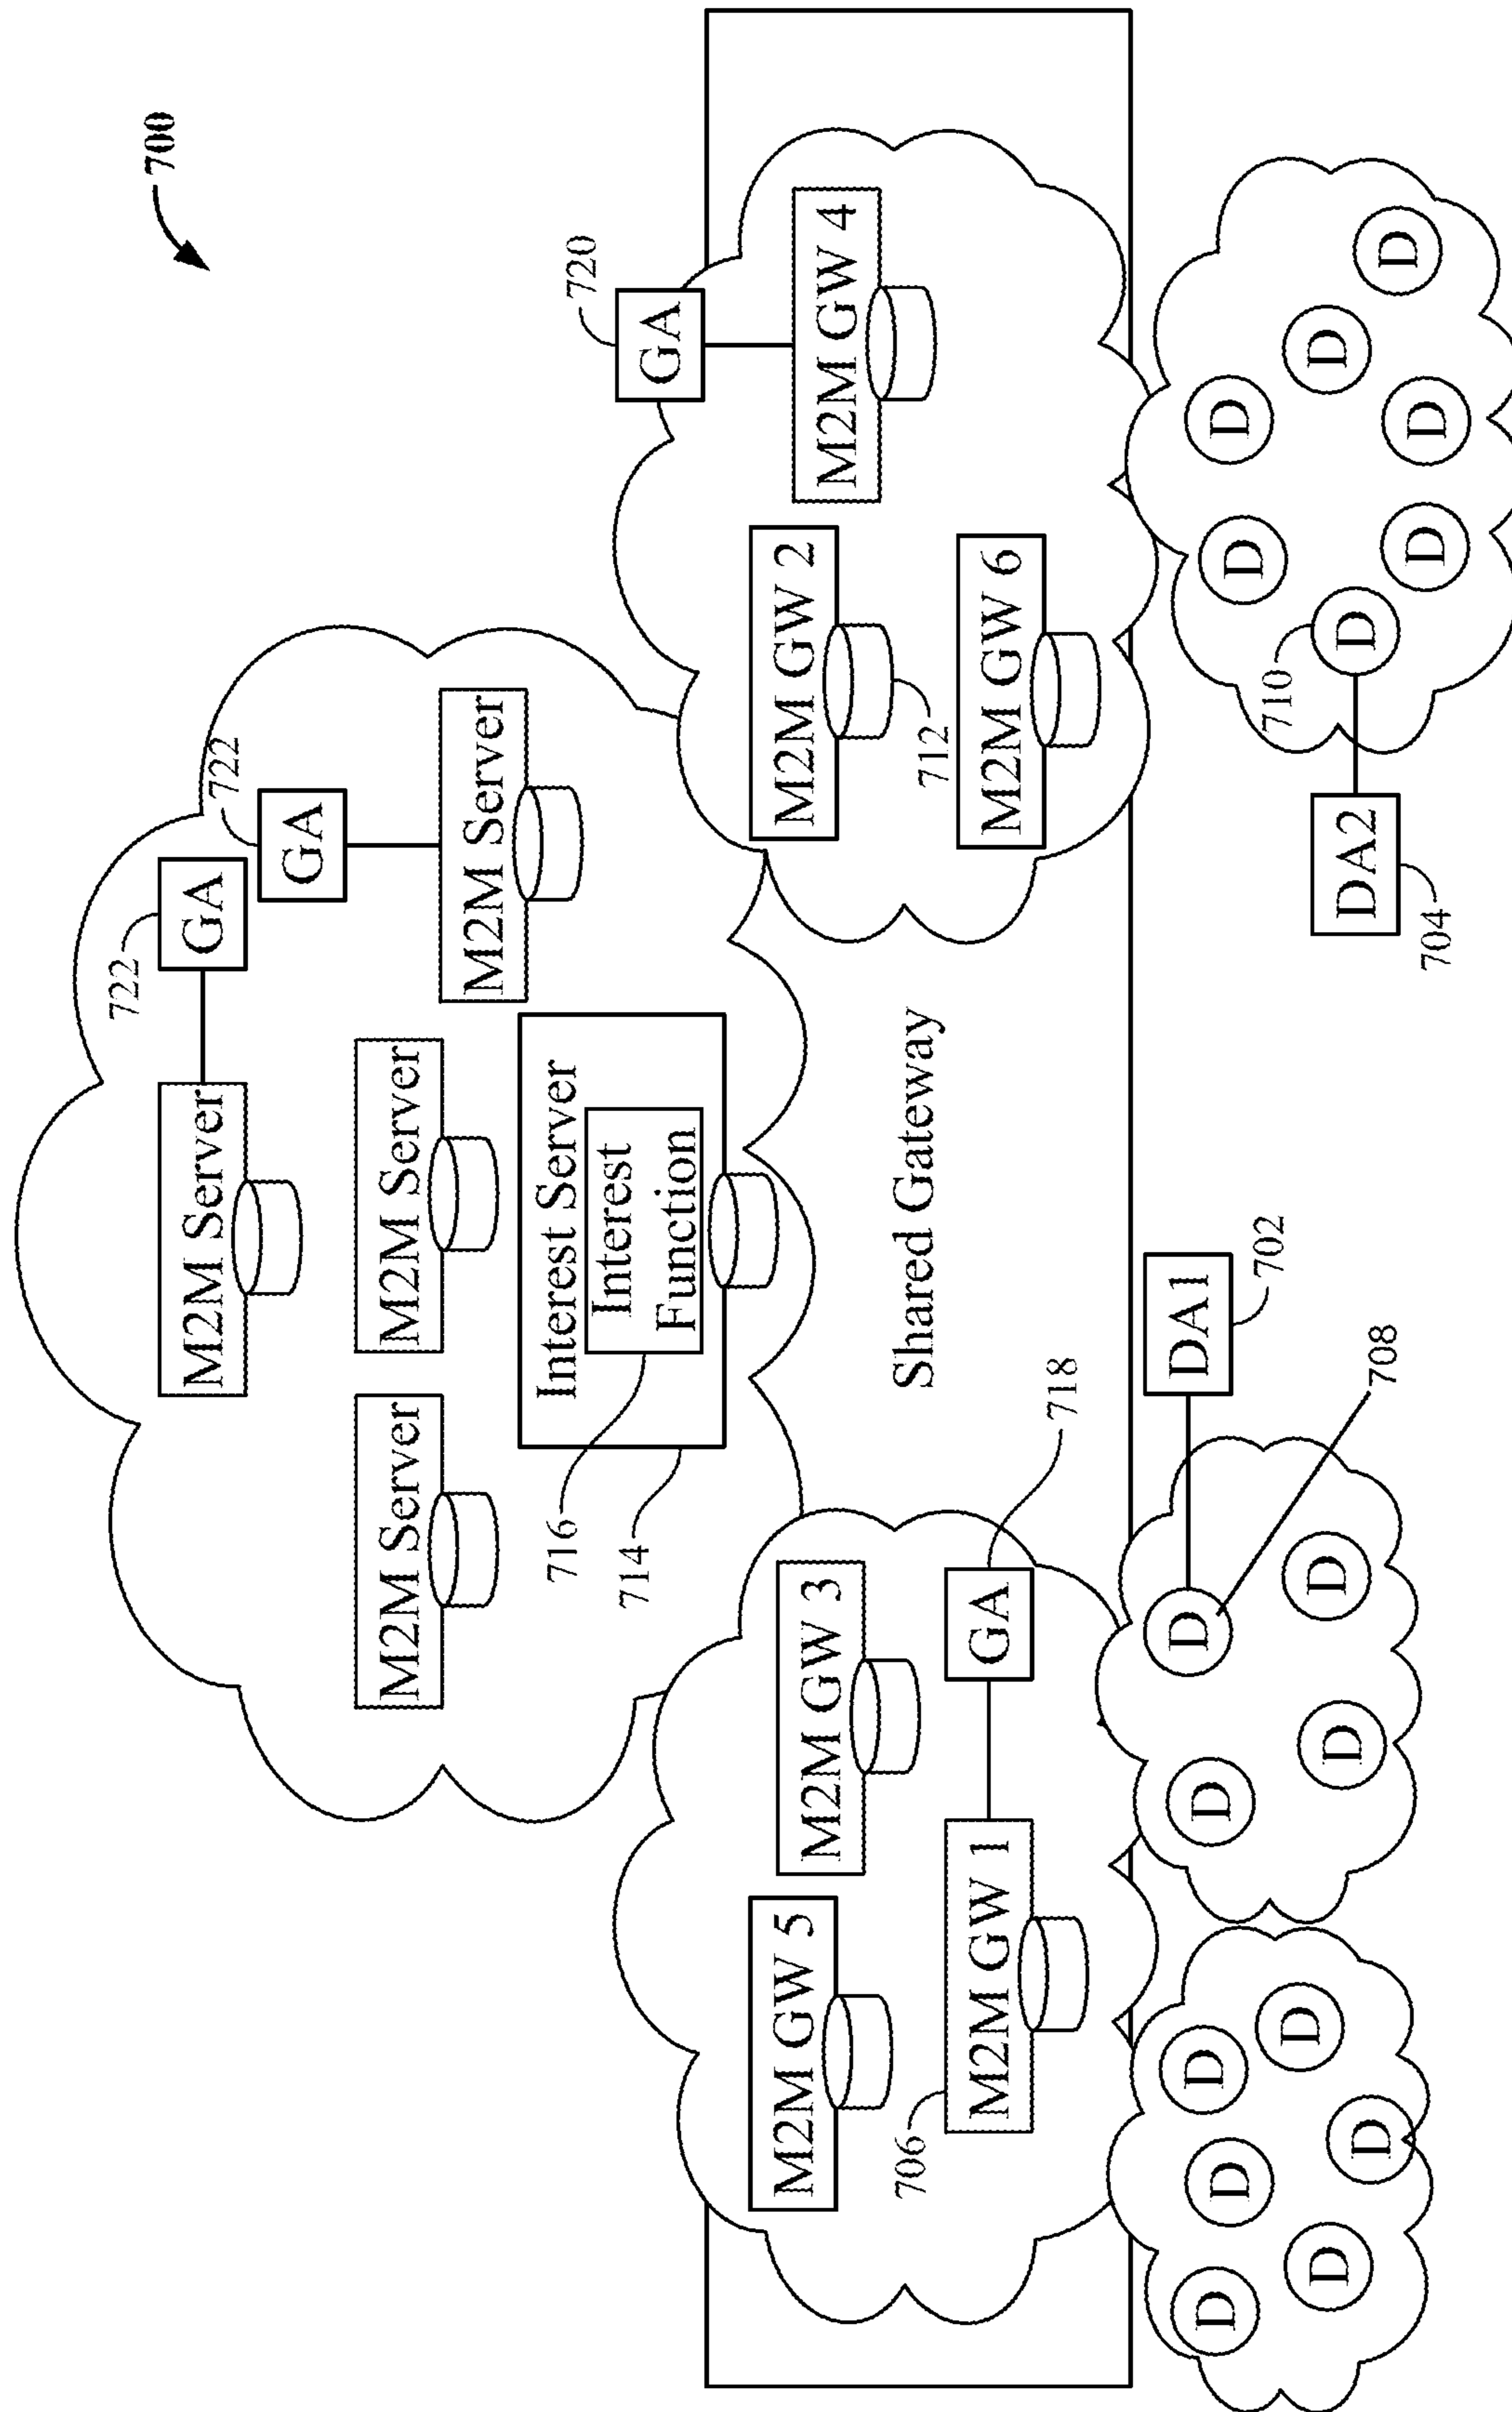 700
722
M2M Server
GA
722
GA
M2M Server
M2M Server
M2M Server
Interest Server
Interest
Function
716
714
720
GA
M2M GW 5
M2M GW 3
M2M GW 2
M2M GW 4
712
Shared Gateway
706
M2M GW 1
GA
718
M2M GW 6
D
D
D
D
D
D
D
D
D
D
DA1
702
708
DA2
704
710
D
D
D
D
D
D
D